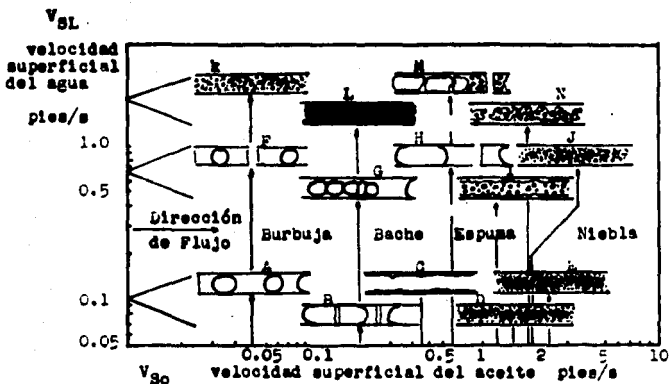 V_SL
velocidad
superficial
del agua
pies/s
K
M
L
N
1.0
F
H
J
G
0.5
Dirección
de Flujo
Burbuja
Bache
Espuma
Niebla
A
C
0.1
B
D
0.05
0.05 0.1 0.5 1 2 5 10
V_So
velocidad superficial del aceite pies/s